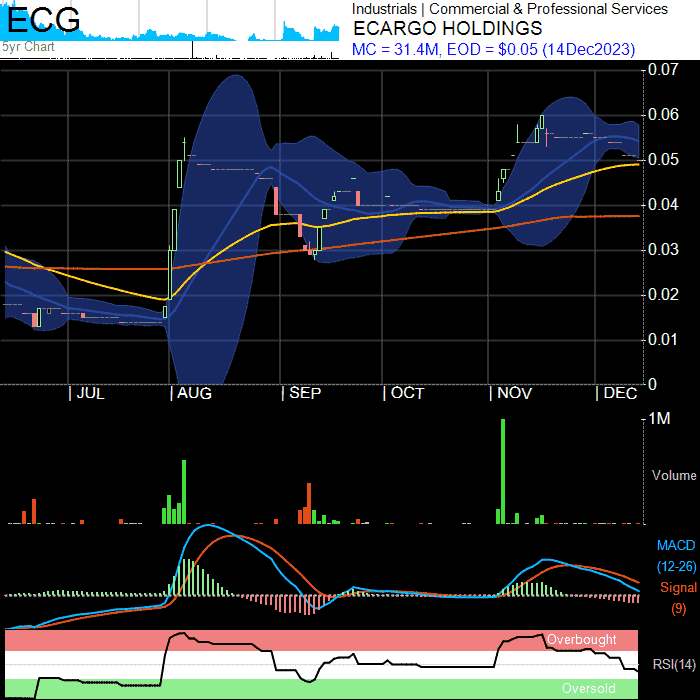 ECG
5yr Chart
Industrials | Commercial & Professional Services
ECARGO HOLDINGS
MC = 31.4M, EOD = $0.05 (14Dec2023)
0.07
0.06
0.05
0.04
0.03
0.02
0.01
0
| JUL | AUG | SEP | OCT | NOV | DEC
1M
Volume
MACD
(12-26)
Signal
(9)
Overbought
RSI(14)
Oversold